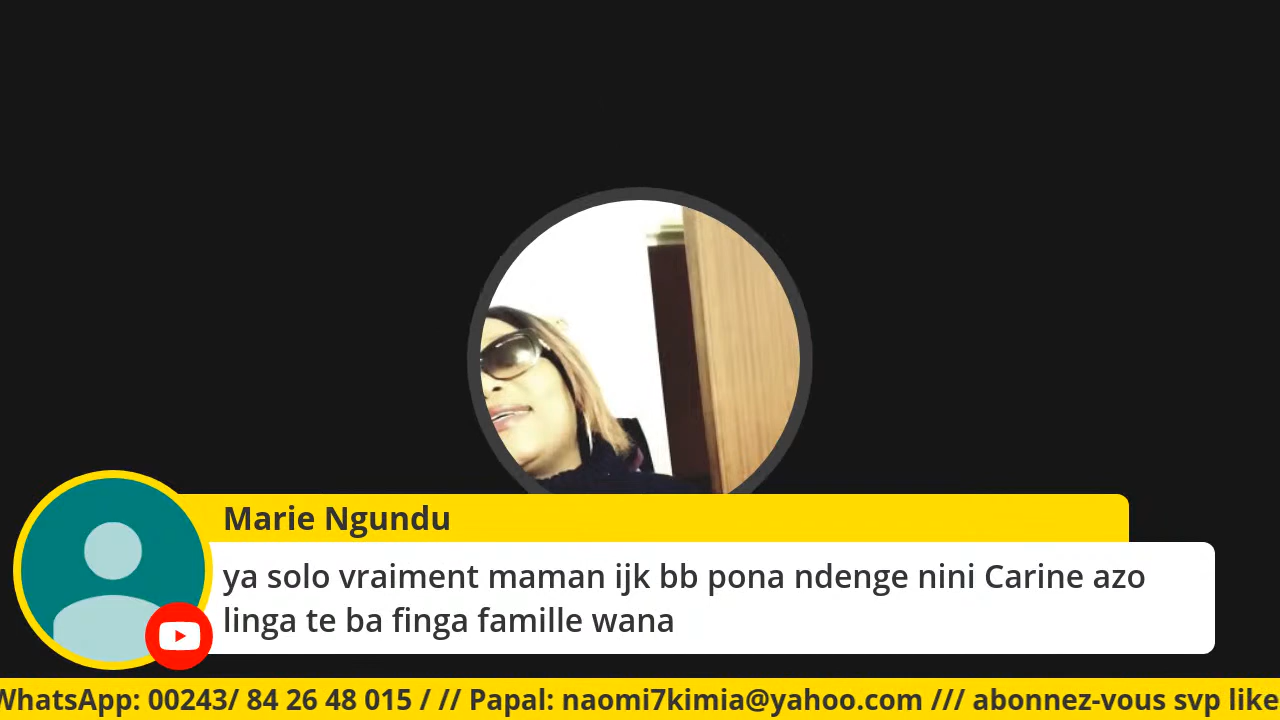 Marie Ngundu
ya solo vraiment maman ijk bb pona ndenge nini Carine azo
linga te ba finga famille wana
WhatsApp: 00243/ 84 26 48 015 / // Papal: naomi7kimia@yahoo.com /// abonnez-vous svp like